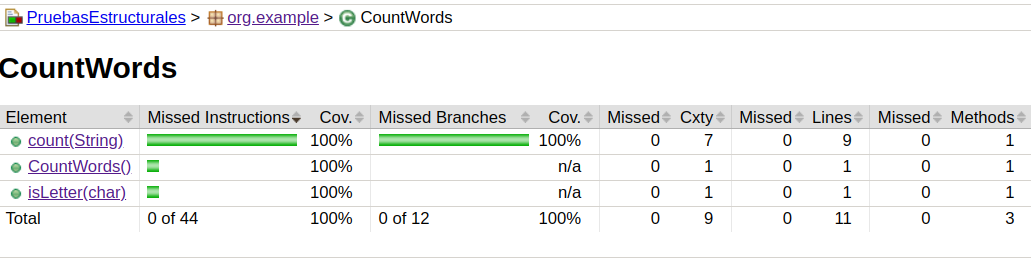 PruebasEstructurales > org.example > CountWords
CountWords
Element Missed Instructions Cov. Missed Branches Cov. Missed Cxty Missed Lines Missed Methods
count(String) 100% 100% 0 7 0 9 0 1
CountWords() 100% n/a 0 1 0 1 0 1
isLetter(char) 100% n/a 0 1 0 1 0 1
Total 0 of 44 100% 0 of 12 100% 0 9 0 11 0 3